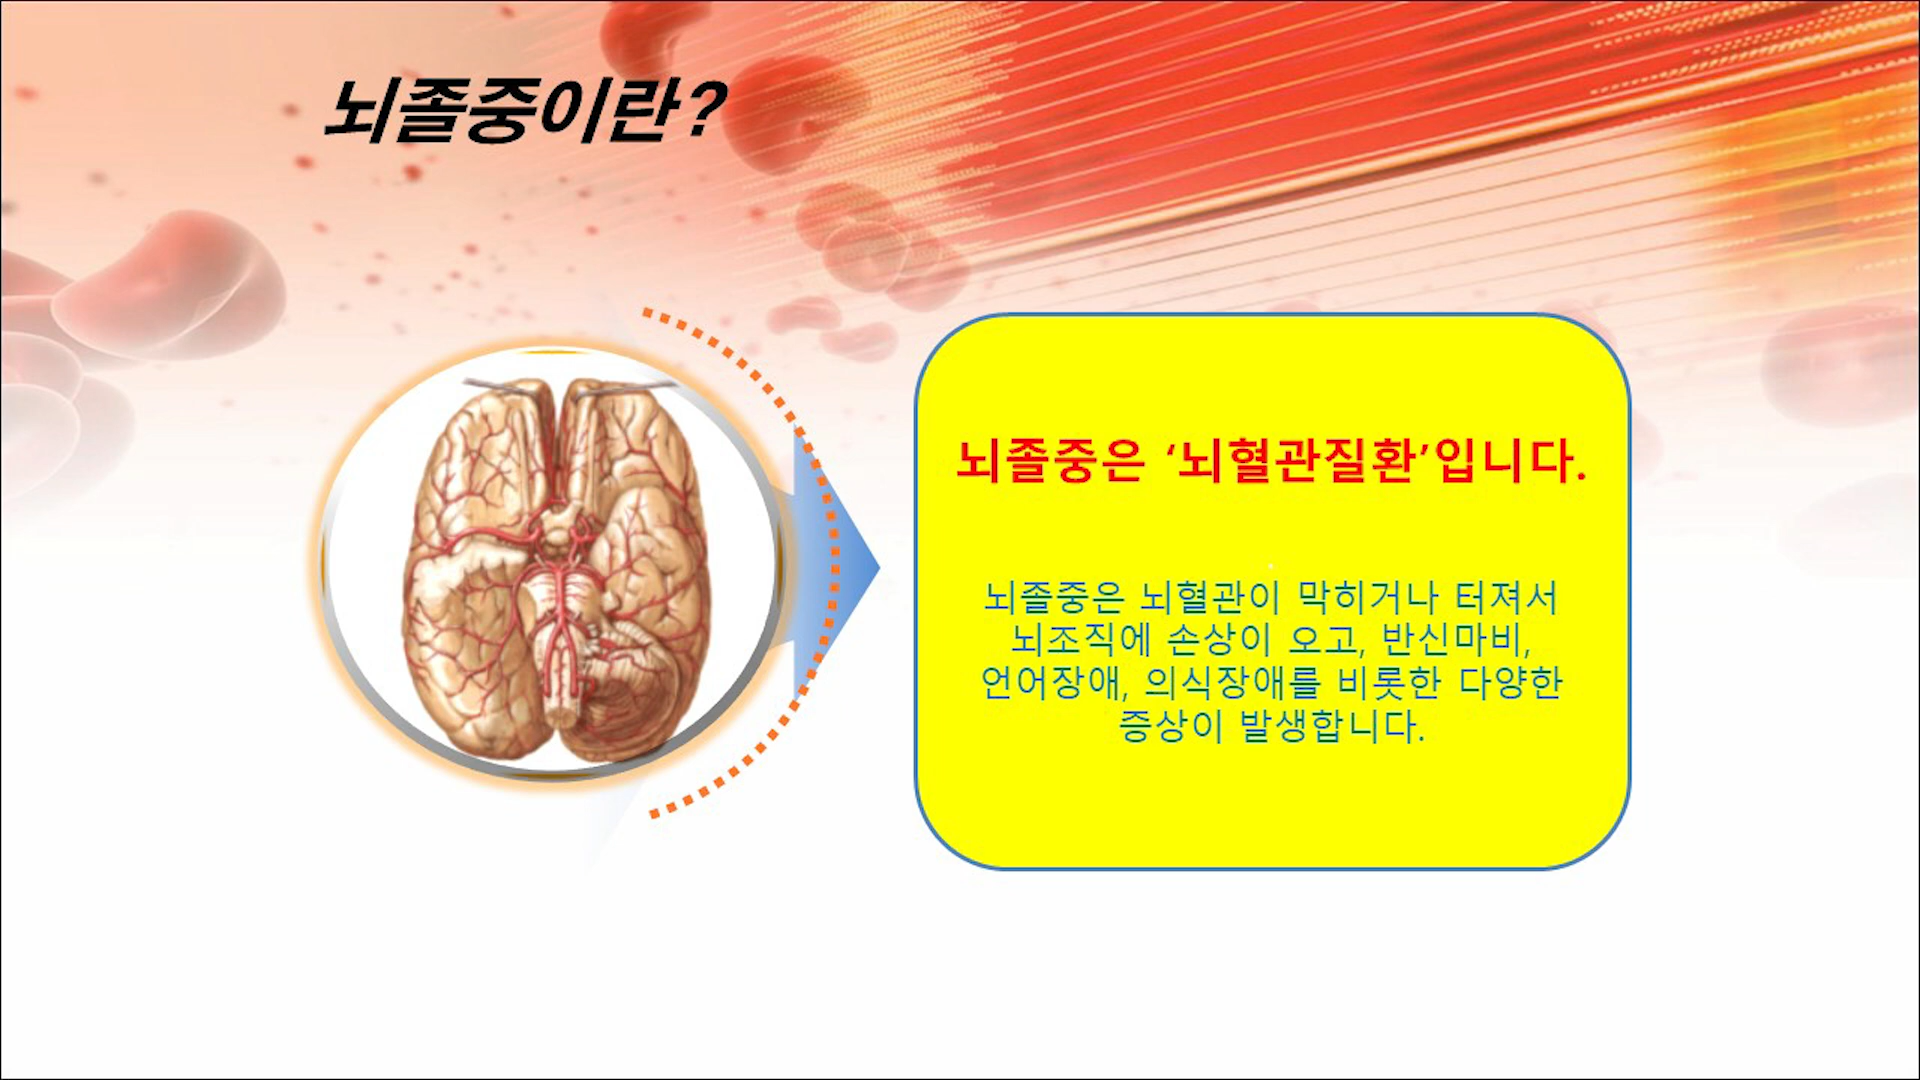 뇌졸중이란?
뇌졸중은 ‘뇌혈관질환’입니다.
뇌졸중은 뇌혈관이 막히거나 터져서
뇌조직에 손상이 오고, 반신마비,
언어장애, 의식장애를 비롯한 다양한
증상이 발생합니다.